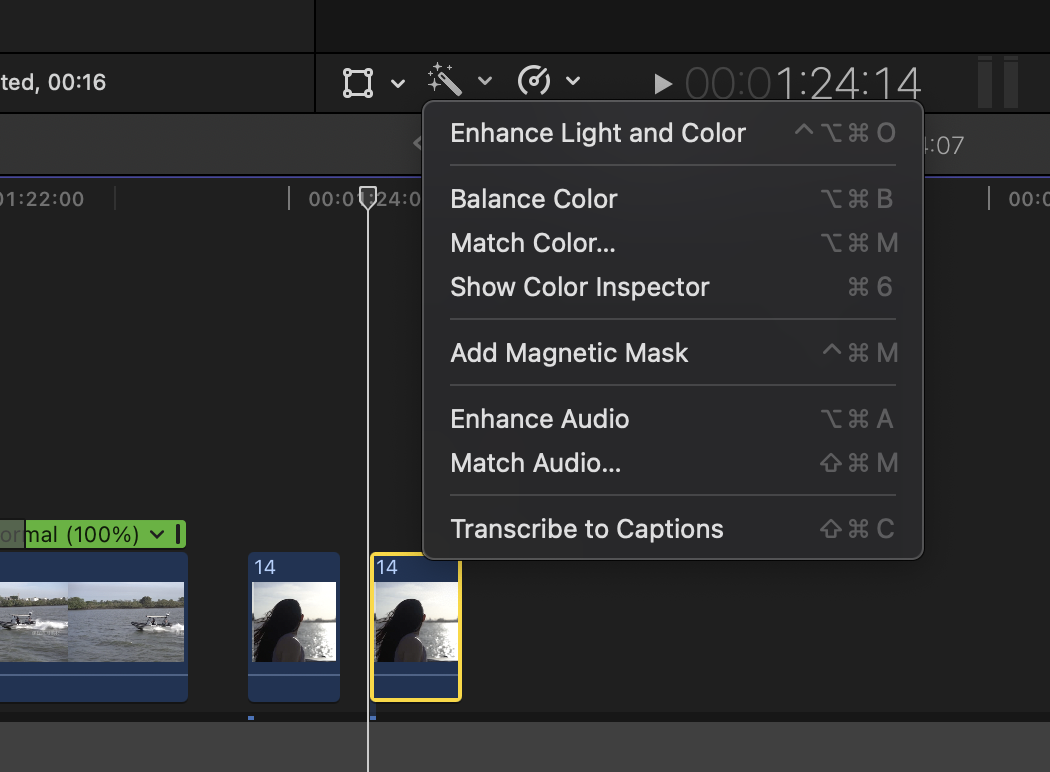 ted, 00:16
00:01:24:14
Enhance Light and Color ^⌥⌘O
4:07
Balance Color ⌥⌘B
01:22:00
00:01:24:0
00:0
Match Color... ⌥⌘M
Show Color Inspector ⌘6
Add Magnetic Mask ^⌘M
Enhance Audio ⌥⌘A
Match Audio... ⇧⌘M
Transcribe to Captions ⇧⌘C
ormal (100%)
14
14